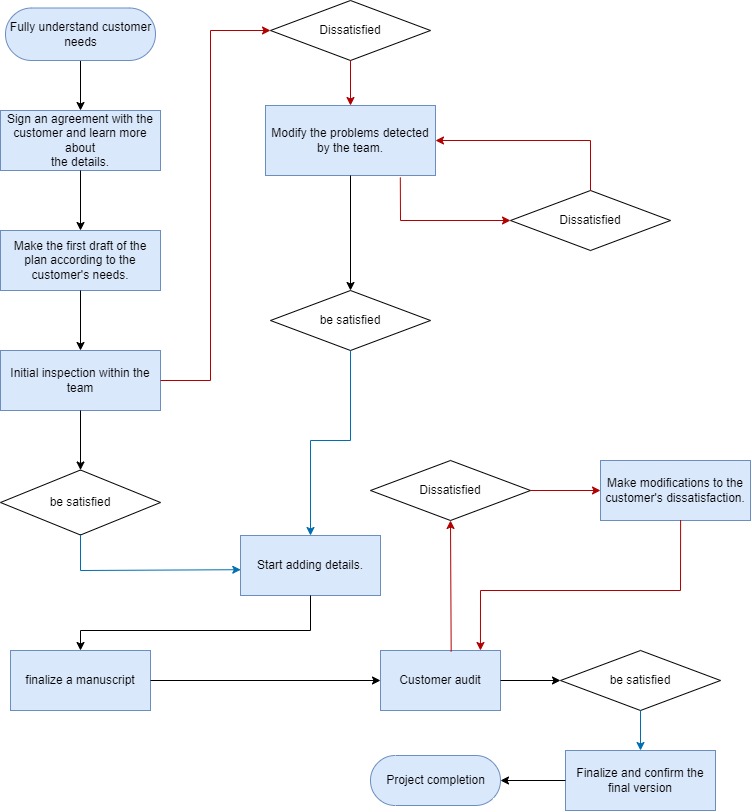 Fully understand customer
needs
Dissatisfied
Sign an agreement with the
customer and learn more
about
the details.
Modify the problems detected
by the team.
Dissatisfied
Make the first draft of the
plan according to the
customer's needs.
be satisfied
Initial inspection within the
team
be satisfied
Dissatisfied
Make modifications to the
customer's dissatisfaction.
Start adding details.
finalize a manuscript
Customer audit
be satisfied
Finalize and confirm the
final version
Project completion